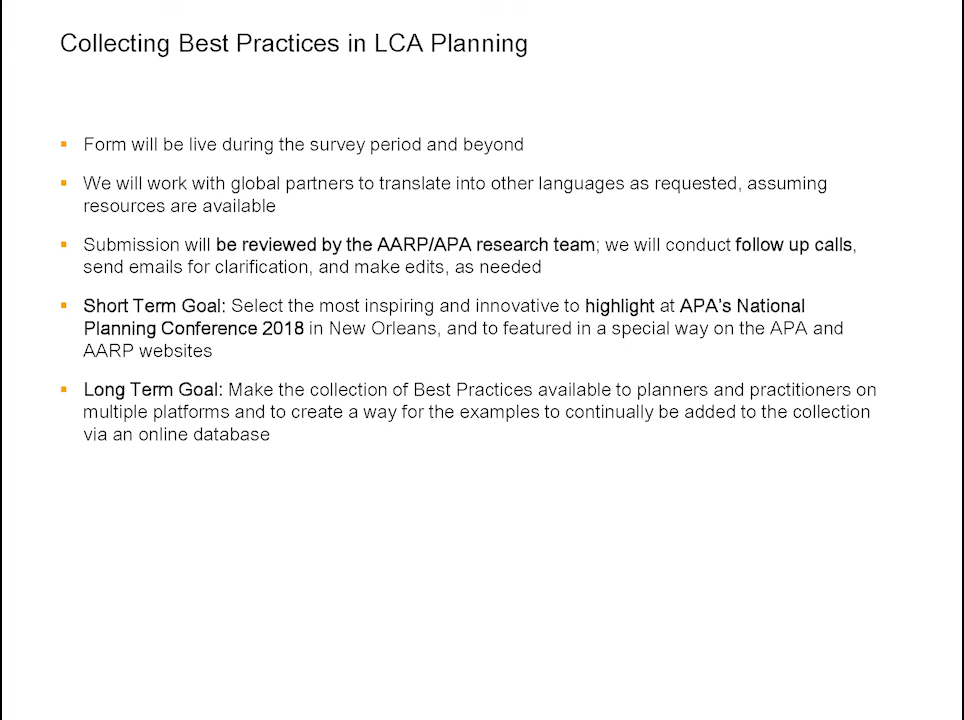 Collecting Best Practices in LCA Planning
Form will be live during the survey period and beyond
We will work with global partners to translate into other languages as requested, assuming
resources are available
Submission will be reviewed by the AARP/APA research team; we will conduct follow up calls,
send emails for clarification, and make edits, as needed
Short Term Goal: Select the most inspiring and innovative to highlight at APA's National
Planning Conference 2018 in New Orleans, and to featured in a special way on the APA and
AARP websites
Long Term Goal: Make the collection of Best Practices available to planners and practitioners on
multiple platforms and to create a way for the examples to continually be added to the collection
via an online database